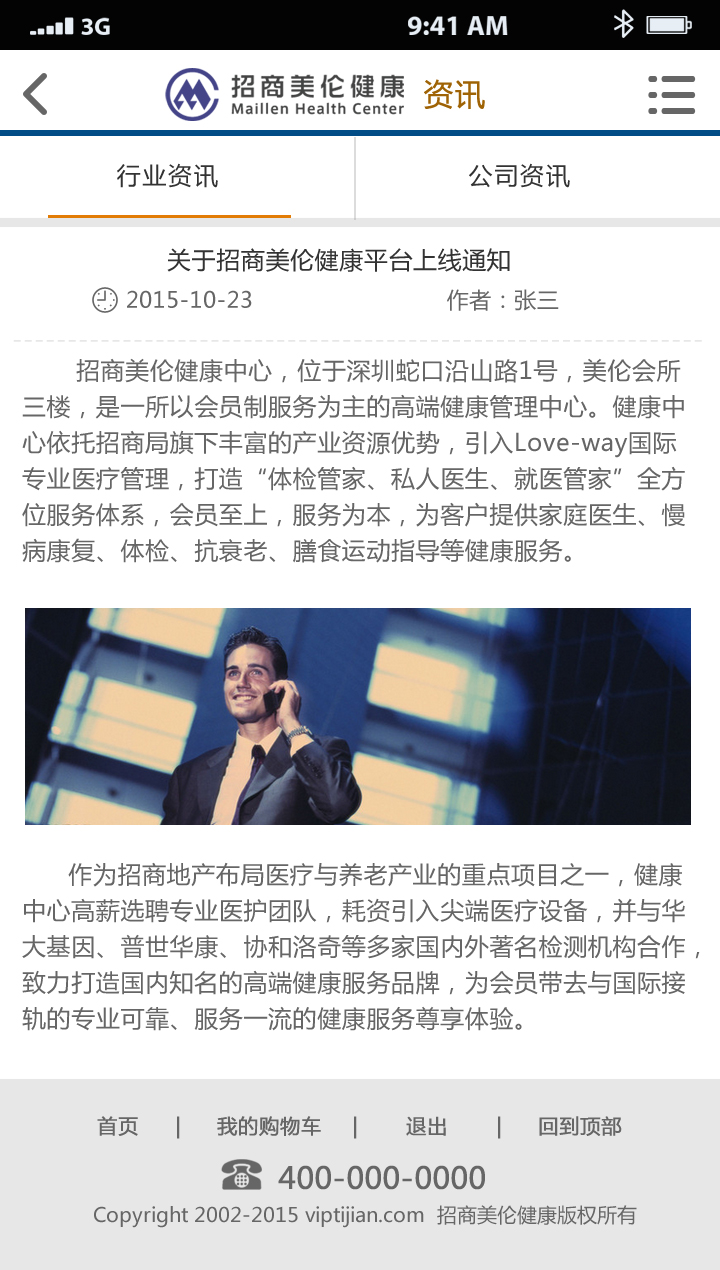 3G 9:41 AM
招商美伦健康 资讯
Maillen Health Center
行业资讯 公司资讯
关于招商美伦健康平台上线通知
2015-10-23 作者：张三
招商美伦健康中心，位于深圳蛇口沿山路1号，美伦会所
三楼，是一所以会员制服务为主的高端健康管理中心。健康中
心依托招商局旗下丰富的产业资源优势，引入Love-way国际
专业医疗管理，打造“体检管家、私人医生、就医管家”全方
位服务体系，会员至上，服务为本，为客户提供家庭医生、慢
病康复、体检、抗衰老、膳食运动指导等健康服务。
作为招商地产布局医疗与养老产业的重点项目之一，健康
中心高薪选聘专业医护团队，耗资引入尖端医疗设备，并与华
大基因、普世华康、协和洛奇等多家国内外著名检测机构合作，
致力打造国内知名的高端健康服务品牌，为会员带去与国际接
轨的专业可靠、服务一流的健康服务尊享体验。
首页 | 我的购物车 | 退出 | 回到顶部
400-000-0000
Copyright 2002-2015 viptijian.com 招商美伦健康版权所有